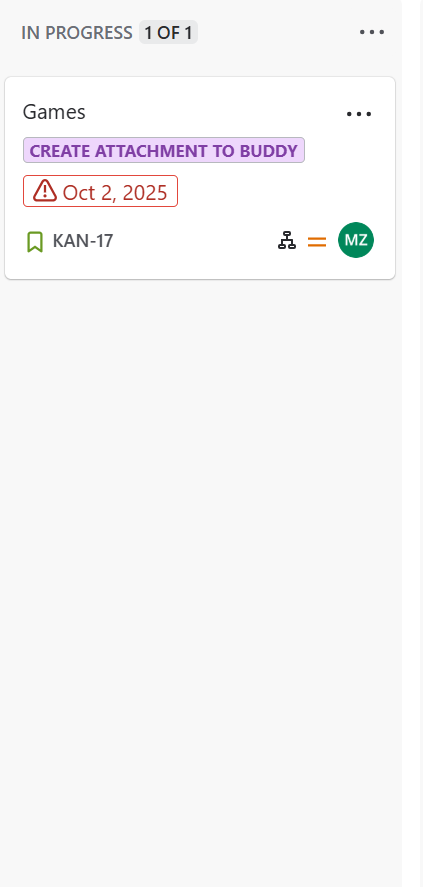 IN PROGRESS 1 OF 1
Games
CREATE ATTACHMENT TO BUDDY
Oct 2, 2025
KAN-17
MZ